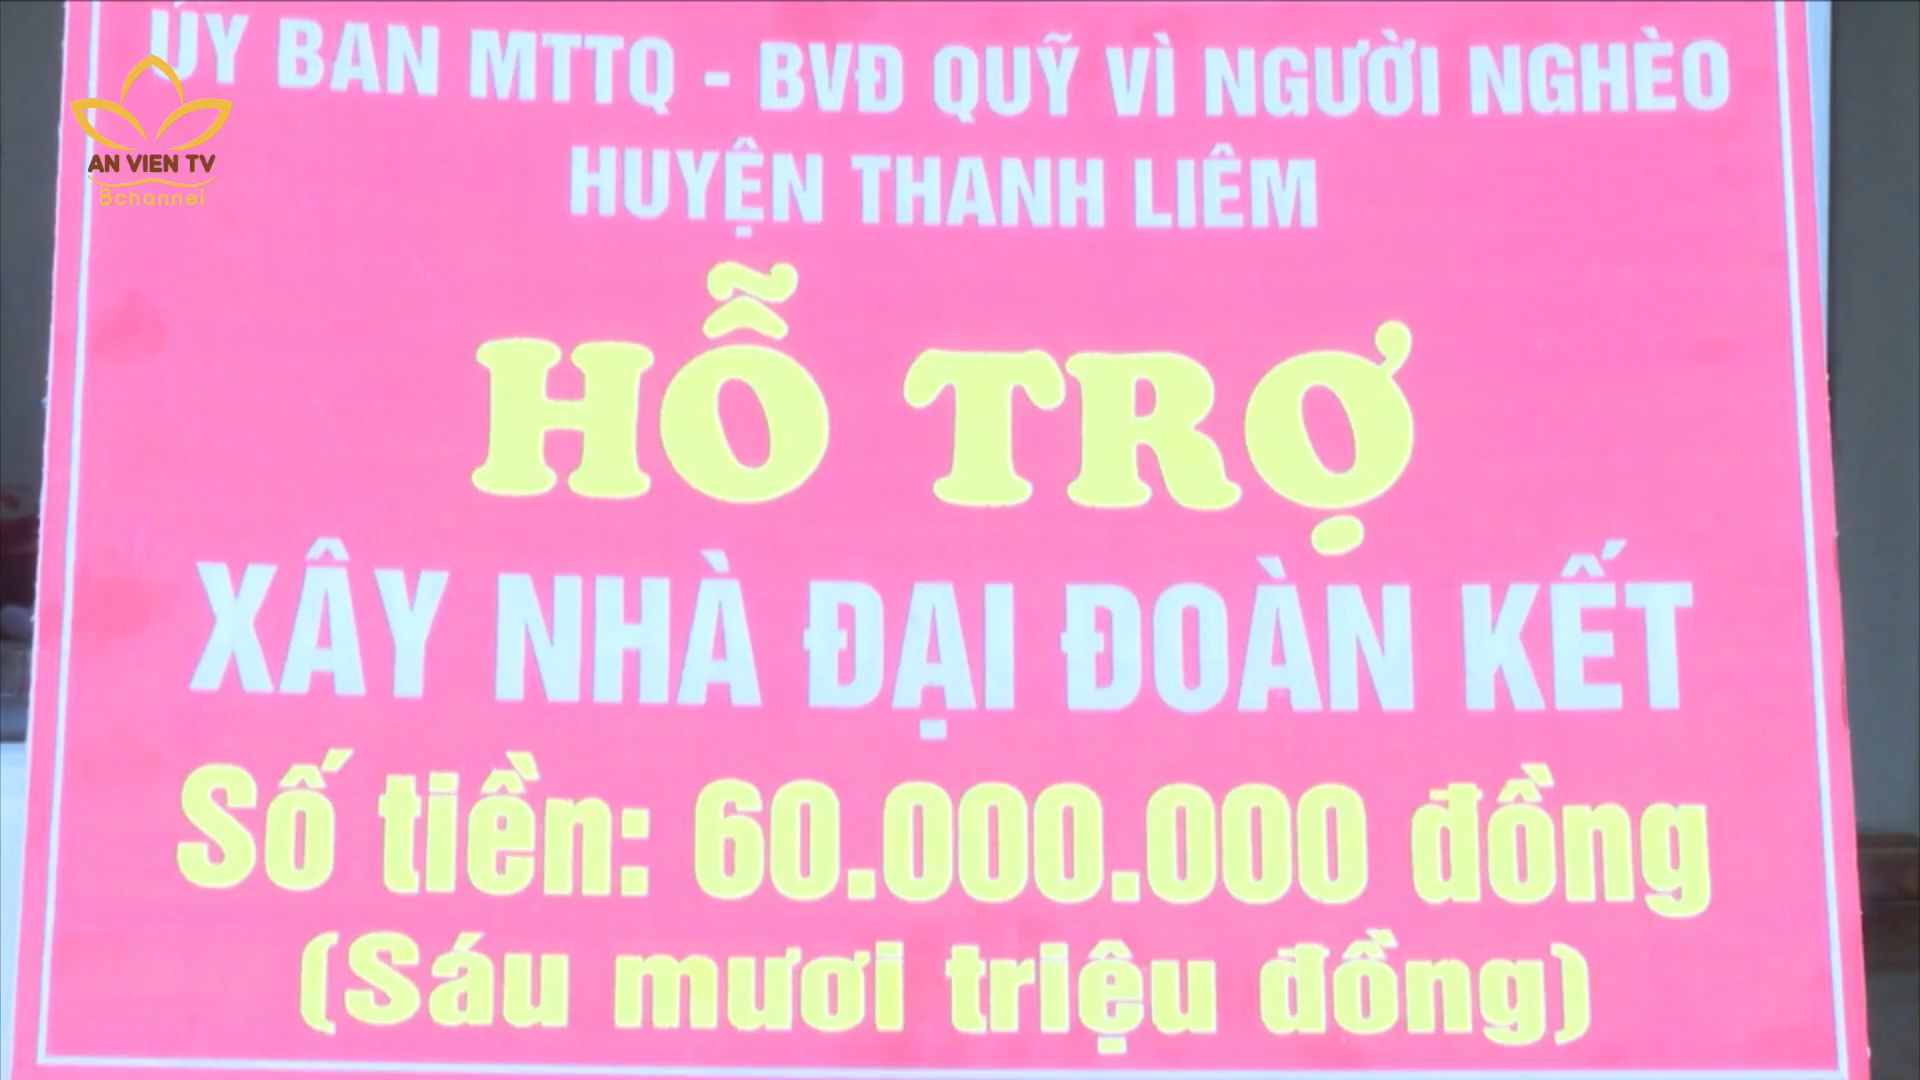 ỦY BAN MTTQ - BVĐ QUỸ VÌ NGƯỜI NGHÈO
AN VIEN TV
Bchannel
HUYỆN THANH LIÊM
HỖ TRỢ
XÂY NHÀ ĐẠI ĐOÀN KẾT
Số tiền: 60.000.000 đồng
(Sáu mươi triệu đồng)